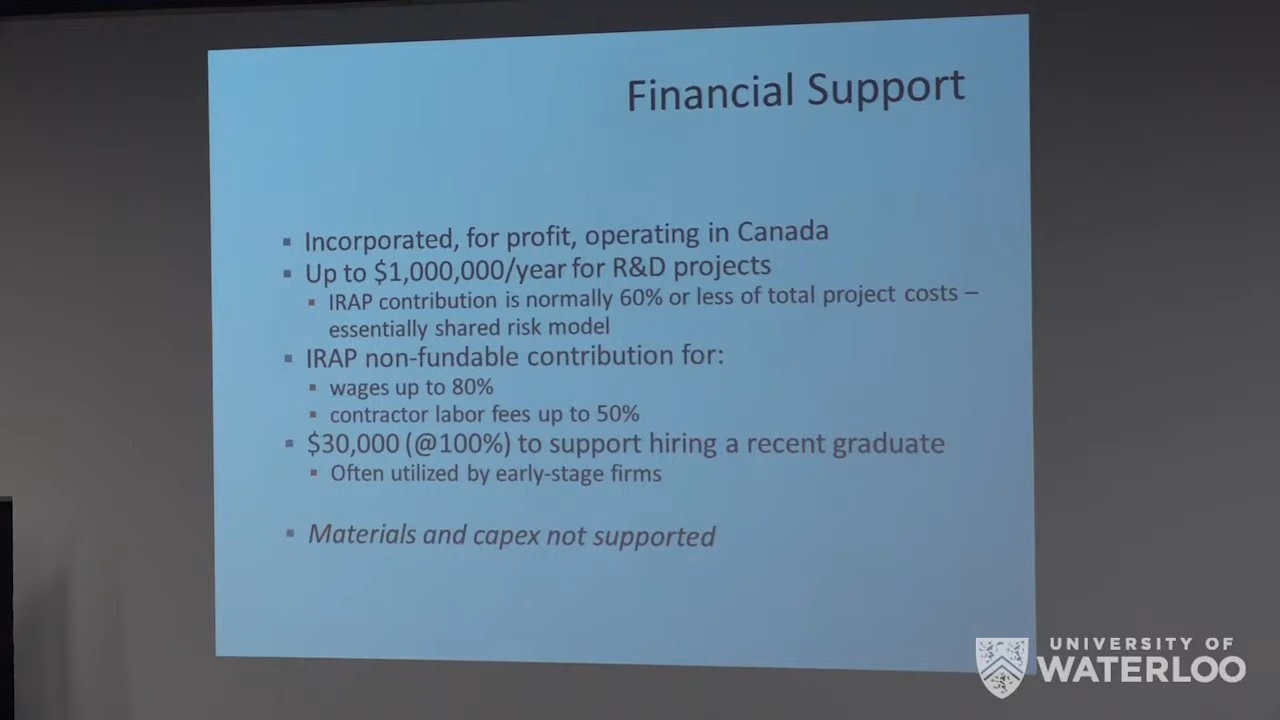 Financial Support
▪ Incorporated, for profit, operating in Canada
▪ Up to $1,000,000/year for R&D projects
▪ IRAP contribution is normally 60% or less of total project costs –
essentially shared risk model
▪ IRAP non-fundable contribution for:
▪ wages up to 80%
▪ contractor labor fees up to 50%
▪ $30,000 (@100%) to support hiring a recent graduate
▪ Often utilized by early-stage firms
▪ Materials and capex not supported
UNIVERSITY OF
WATERLOO